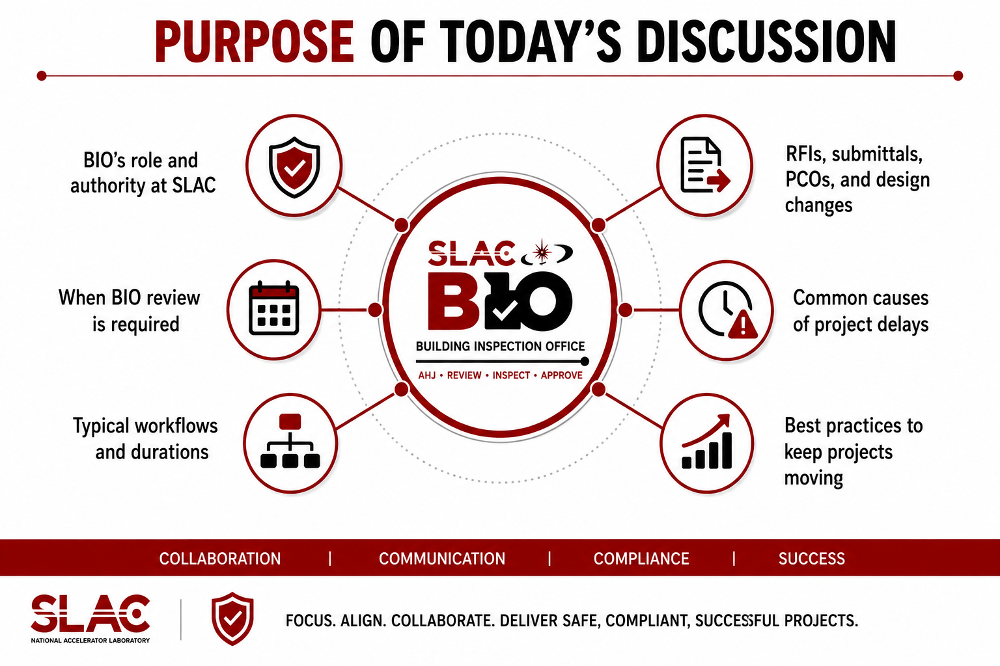 PURPOSE OF TODAY'S DISCUSSION
BIO's role and
authority at SLAC
When BIO review
is required
Typical workflows
and durations
SLAC
BIO
BUILDING INSPECTION OFFICE
AHJ • REVIEW • INSPECT • APPROVE
RFIs, submittals,
PCOs, and design
changes
Common causes
of project delays
Best practices to
keep projects
moving
COLLABORATION | COMMUNICATION | COMPLIANCE | SUCCESS
SLAC
NATIONAL ACCELERATOR LABORATORY
FOCUS. ALIGN. COLLABORATE. DELIVER SAFE, COMPLIANT, SUCCESSFUL PROJECTS.